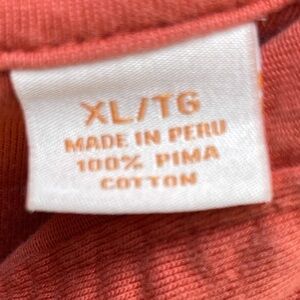 XL/TG
MADE IN PERU
100% PIMA
COTTON